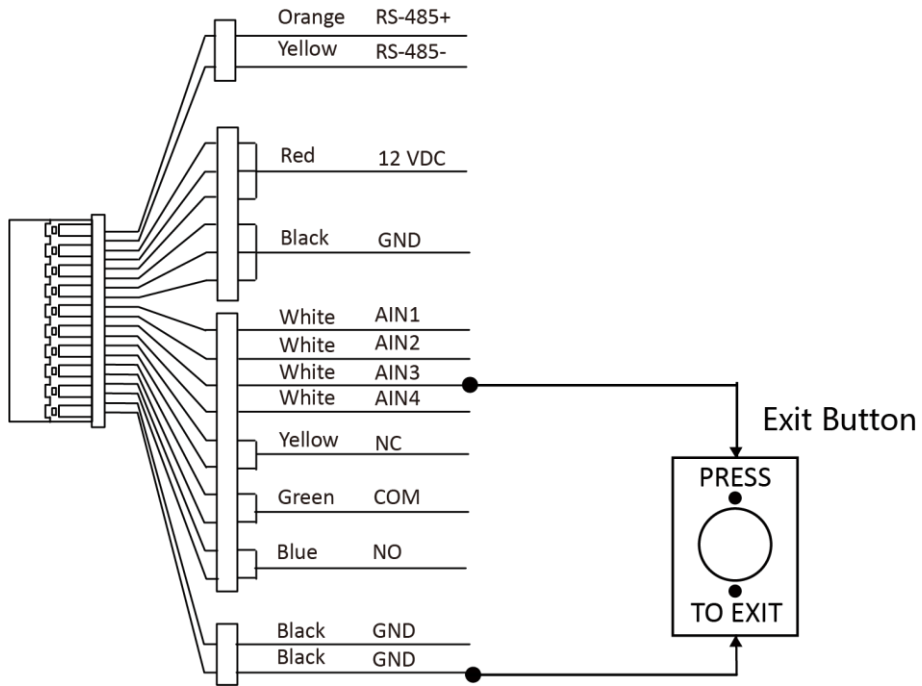 Orange RS-485+
Yellow RS-485-
Red 12 VDC
Black GND
White AIN1
White AIN2
White AIN3
White AIN4
Exit Button
Yellow NC
PRESS
Green COM
Blue NO
TO EXIT
Black GND
Black GND